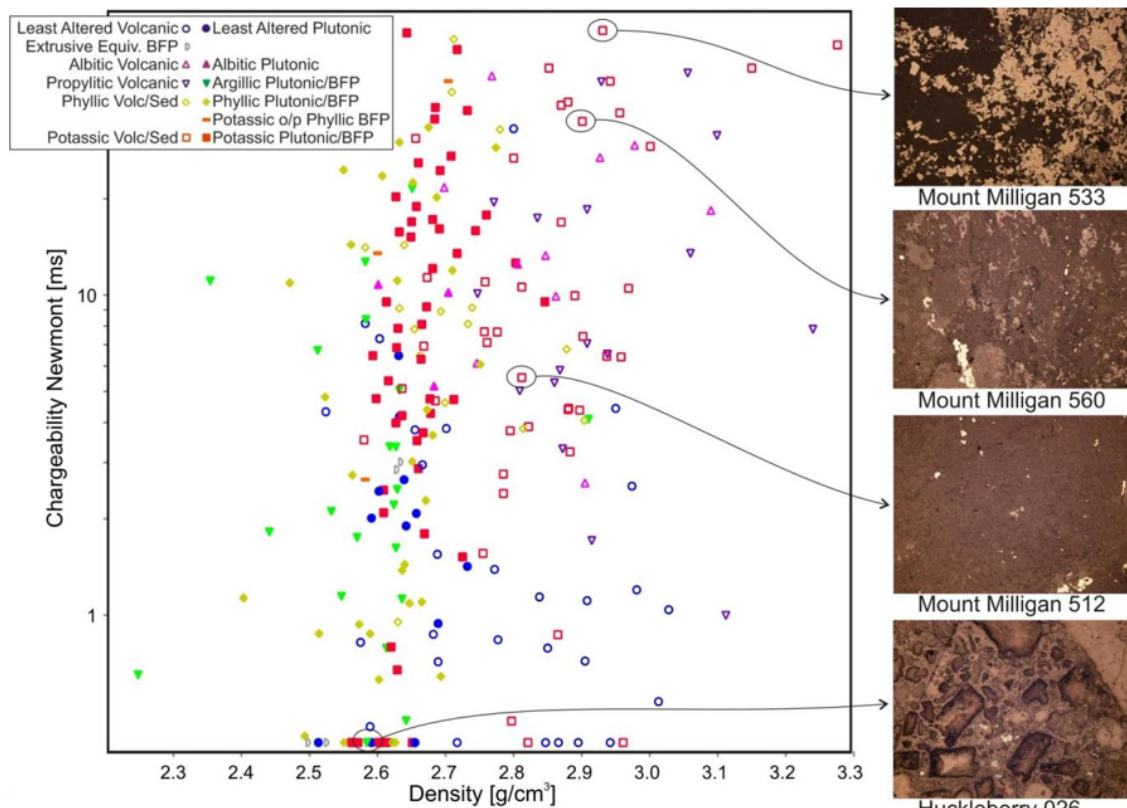 Least Altered Volcanic Least Altered Plutonic
Extrusive Equiv. BFP
Albitic Volcanic Albitic Plutonic
Propylitic Volcanic Argillic Plutonic/BFP
Phyllic Volc/Sed Phyllic Plutonic/BFP
Potassic o/p Phyllic BFP
Potassic Volc/Sed Potassic Plutonic/BFP
Chargeability Newmont [ms]
10
1
2.3 2.4 2.5 2.6 2.7 2.8 2.9 3.0 3.1 3.2 3.3
Density [g/cm³]
Mount Milligan 533
Mount Milligan 560
Mount Milligan 512
Huckleberry 026